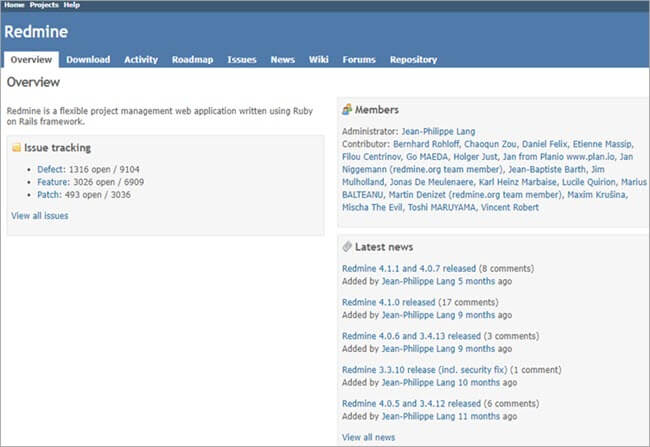 Home Projects Help
Redmine
Overview Download Activity Roadmap Issues News Wiki Forums Repository
Overview
Redmine is a flexible project management web application written using Ruby
on Rails framework.
Issue tracking
Defect: 1316 open / 9104
Feature: 3026 open / 6909
Patch: 493 open / 3036
View all issues
Members
Administrator: Jean-Philippe Lang
Contributor: Bernhard Rohloff, Chaoqun Zou, Daniel Felix, Etienne Massip,
Filou Centrinov, Go MAEDA, Holger Just, Jan from Planio www.plan.io, Jan
Niggemann (redmine.org team member), Jean-Baptiste Barth, Jim
Mulholland, Jonas De Meulenaere, Karl Heinz Marbaise, Lucile Quirion, Marius
BALTEANU, Martin Denizet (redmine.org team member), Maxim Krušina,
Mischa The Evil, Toshi MARUYAMA, Vincent Robert
Latest news
Redmine 4.1.1 and 4.0.7 released (8 comments)
Added by Jean-Philippe Lang 5 months ago
Redmine 4.1.0 released (17 comments)
Added by Jean-Philippe Lang 9 months ago
Redmine 4.0.6 and 3.4.13 released (3 comments)
Added by Jean-Philippe Lang 9 months ago
Redmine 3.3.10 release (incl. security fix) (1 comment)
Added by Jean-Philippe Lang 10 months ago
Redmine 4.0.5 and 3.4.12 released (6 comments)
Added by Jean-Philippe Lang 11 months ago
View all news